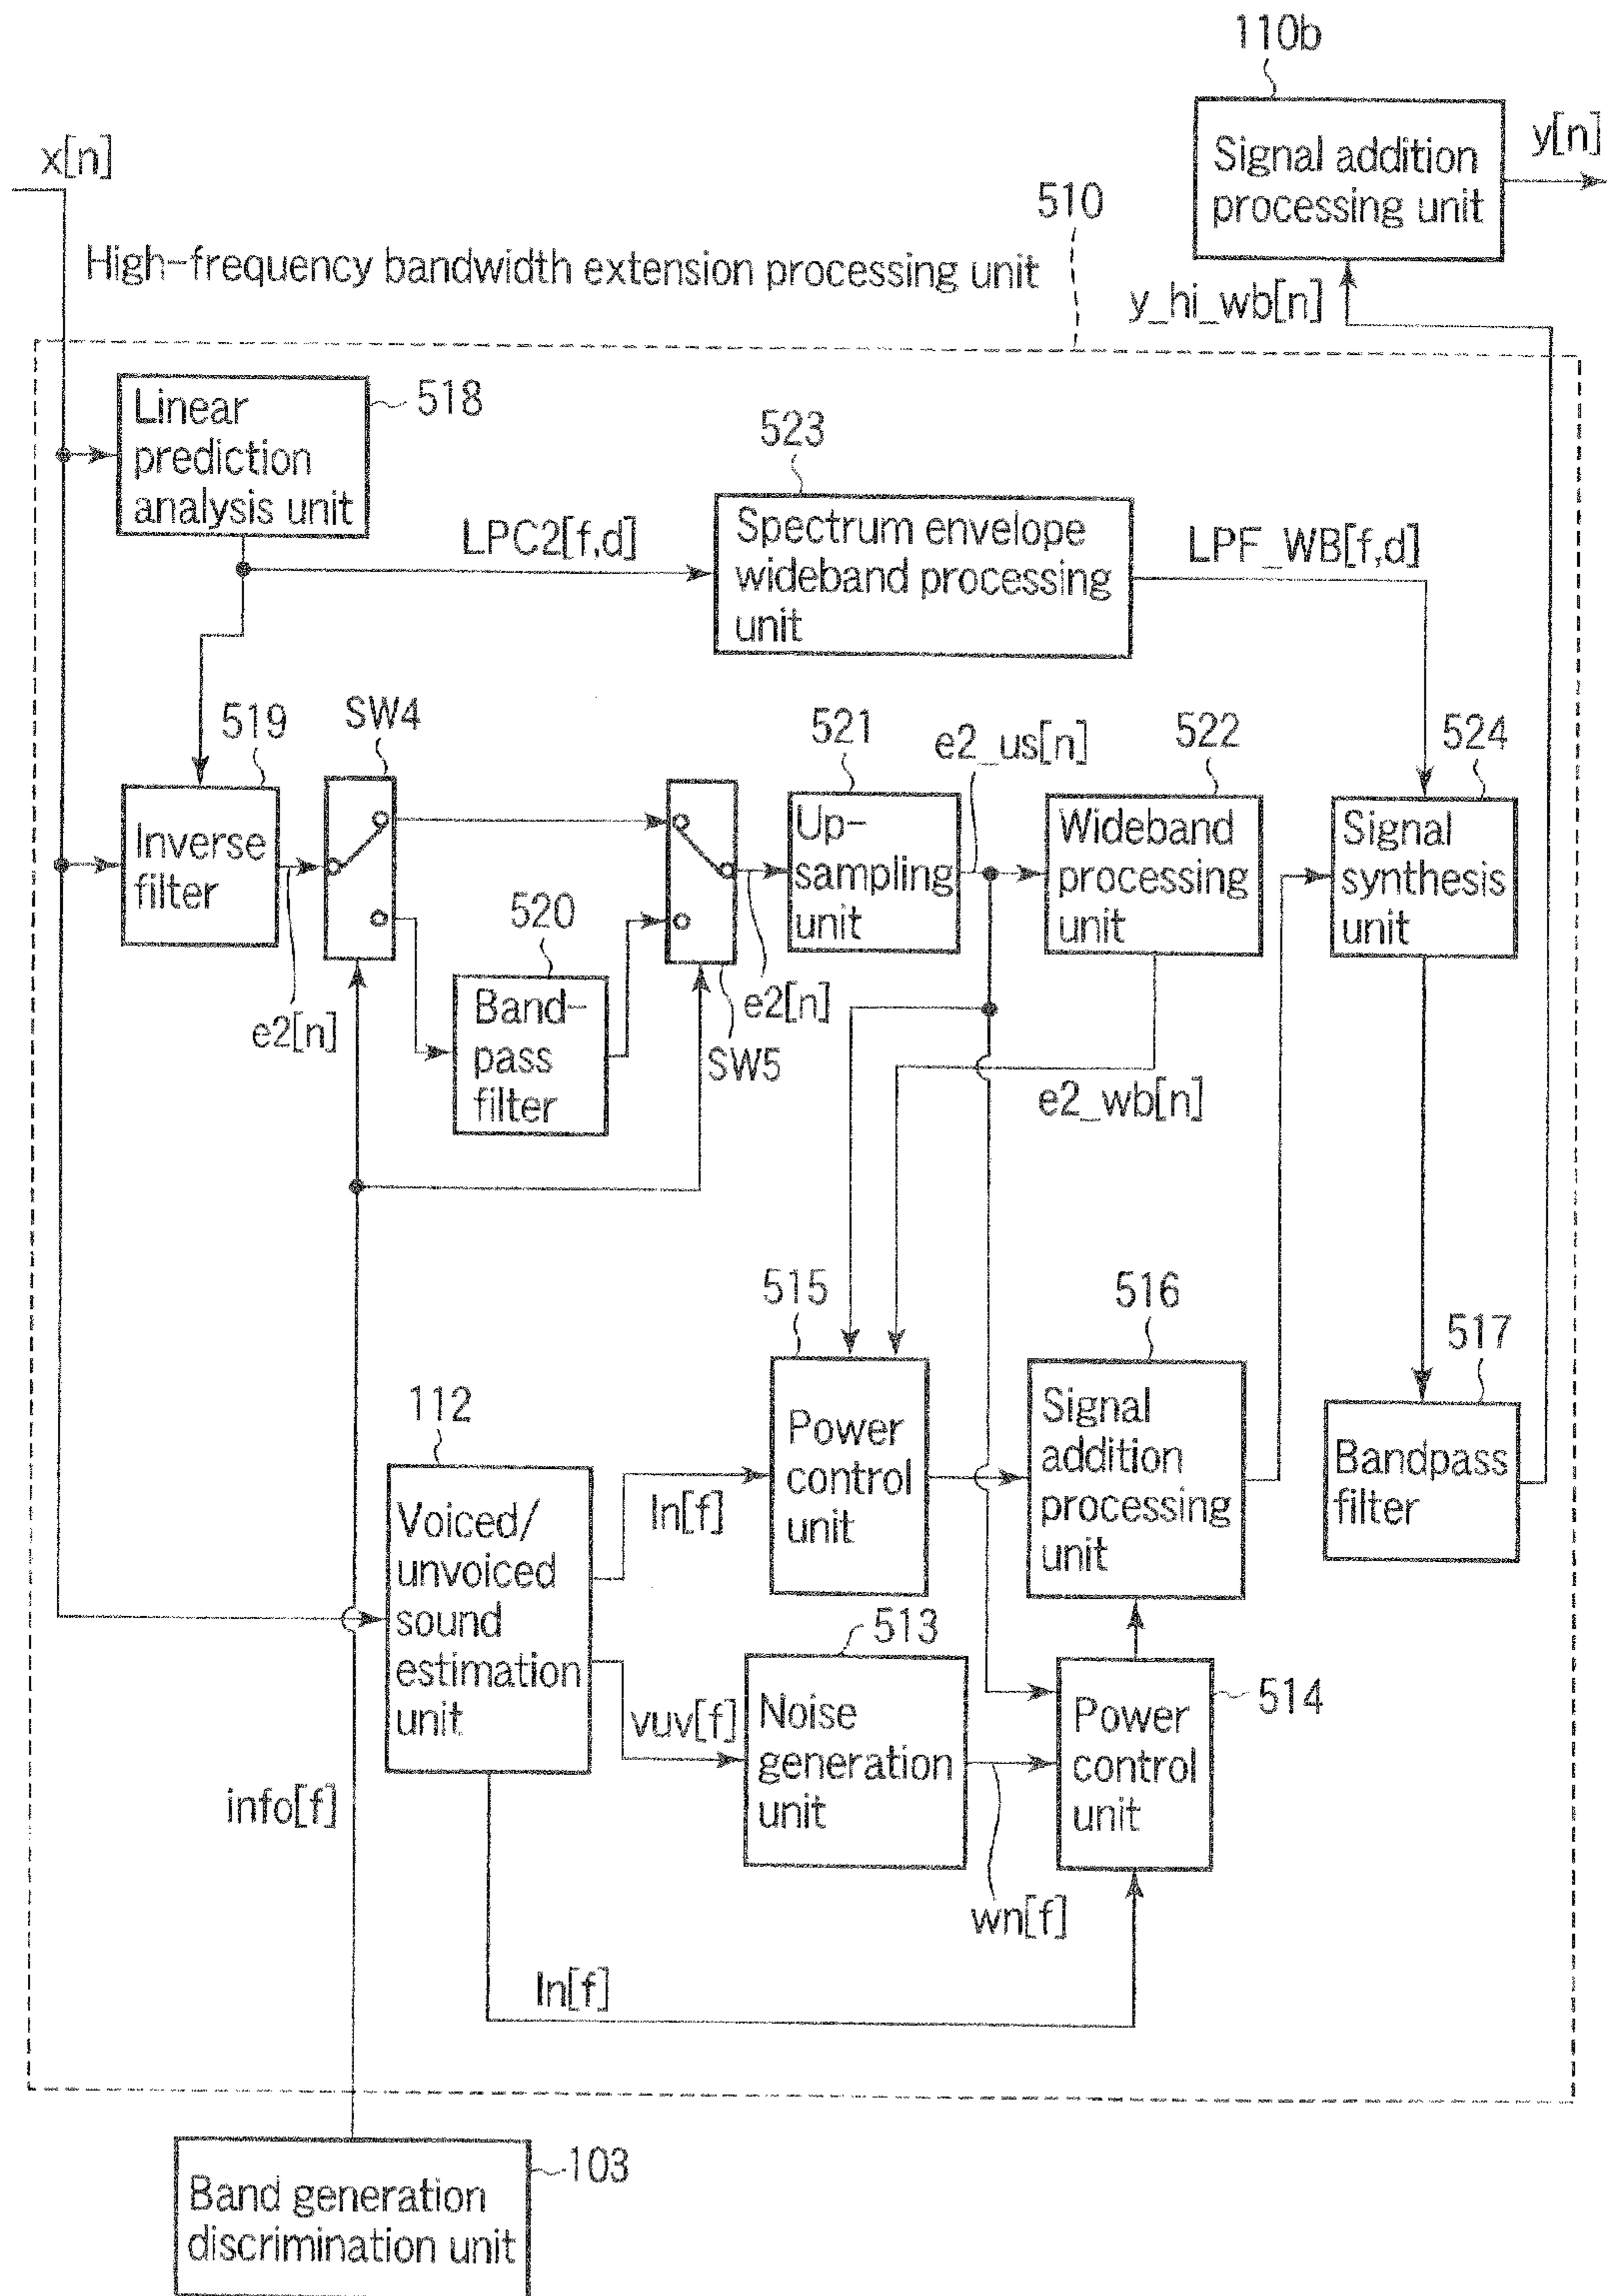 110b
x[n]
Signal addition
processing unit
y[n]
510
High-frequency bandwidth extension processing unit
y_hi_wb[n]
Linear
prediction
analysis unit
518
523
LPC2[f,d]
Spectrum envelope
wideband processing
unit
LPF_WB[f,d]
519
SW4
521
e2_us[n]
522
524
Inverse
filter
Up-
sampling
unit
Wideband
processing
unit
Signal
synthesis
unit
520
e2[n]
Band-
pass
filter
e2[n]
SW5
e2_wb[n]
515
516
517
112
Power
control
unit
Signal
addition
processing
unit
Bandpass
filter
Voiced/
unvoiced
sound
estimation
unit
ln[f]
513
vuv[f]
Noise
generation
unit
Power
control
unit
514
info[f]
wn[f]
ln[f]
103
Band generation
discrimination unit